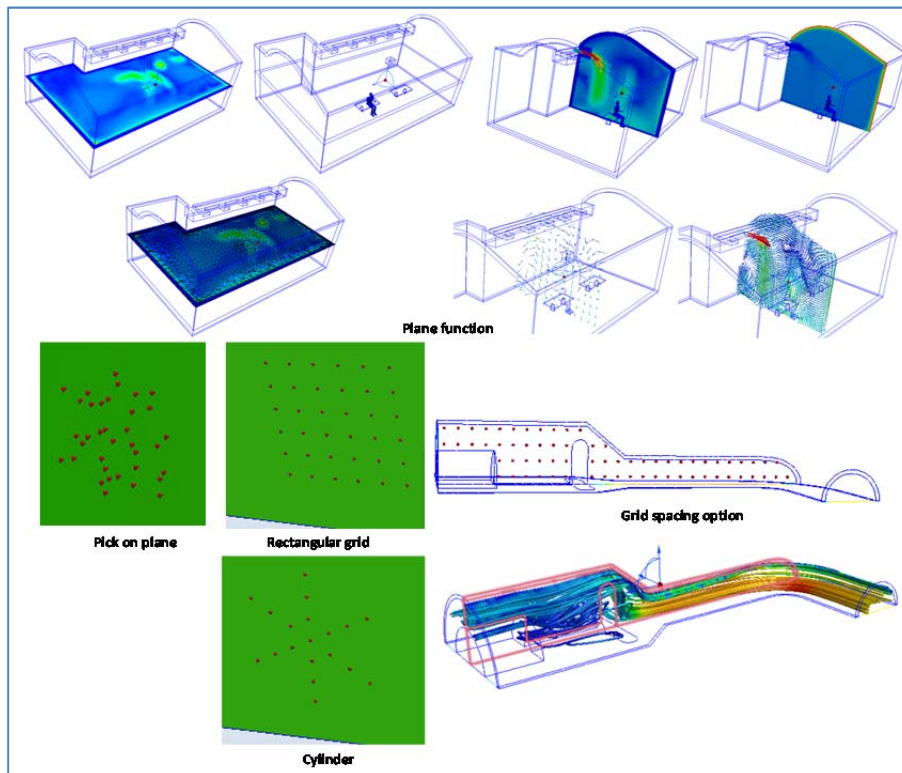 Plane function
Pick on plane
Rectangular grid
Grid spacing option
Cylinder